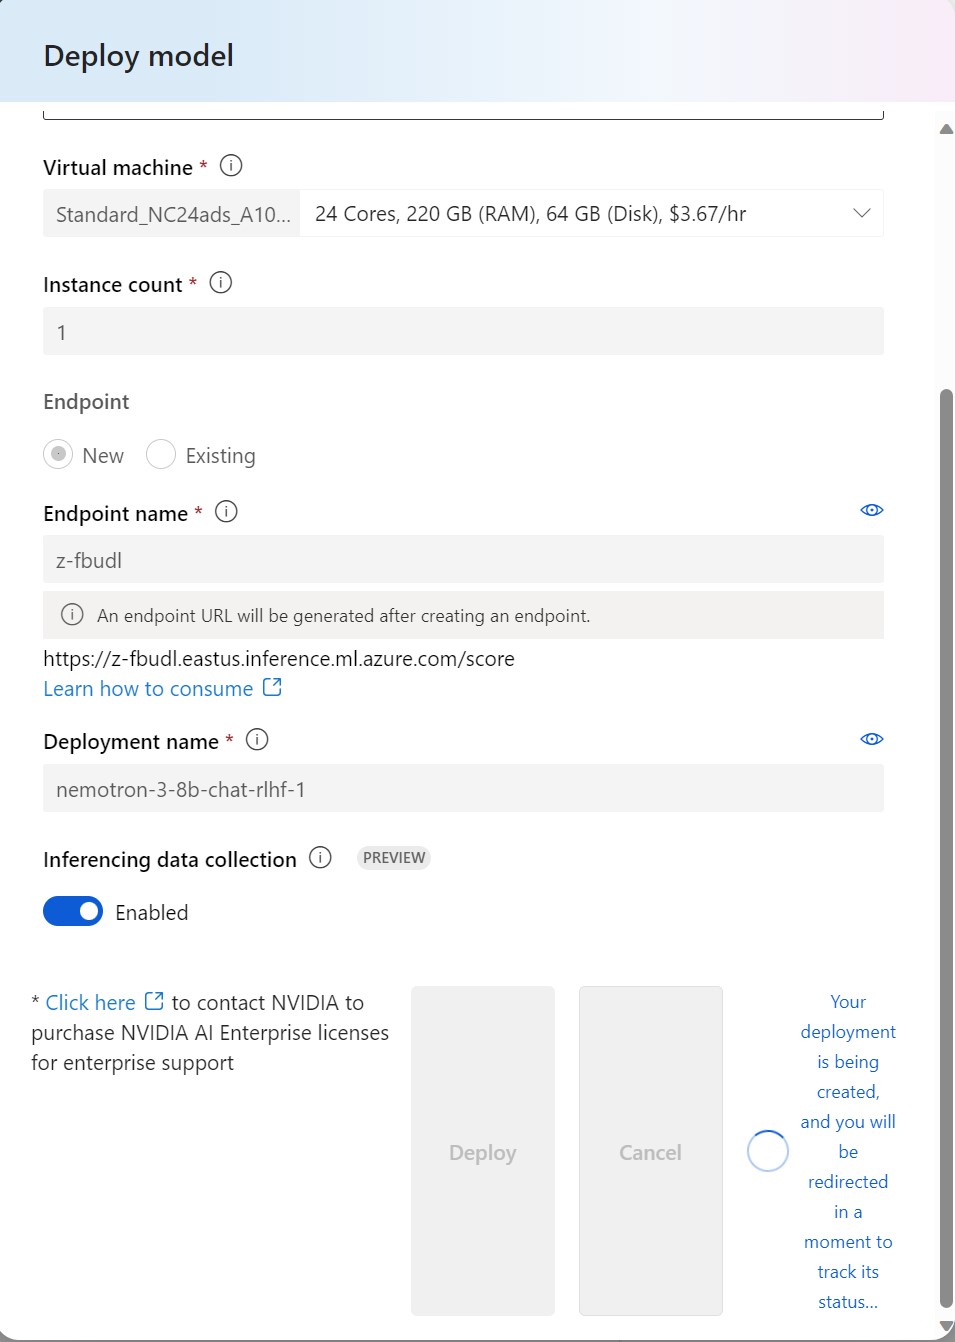 Deploy model
Virtual machine *
Standard_NC24ads_A10... 24 Cores, 220 GB (RAM), 64 GB (Disk), $3.67/hr
Instance count *
1
Endpoint
New Existing
Endpoint name *
z-fbudl
An endpoint URL will be generated after creating an endpoint.
https://z-fbudl.eastus.inference.ml.azure.com/score
Learn how to consume
Deployment name *
nemotron-3-8b-chat-rlhf-1
Inferencing data collection PREVIEW
Enabled
* Click here to contact NVIDIA to
purchase NVIDIA AI Enterprise licenses
for enterprise support
Deploy
Cancel
Your
deployment
is being
created,
and you will
be
redirected
in a
moment to
track its
status...